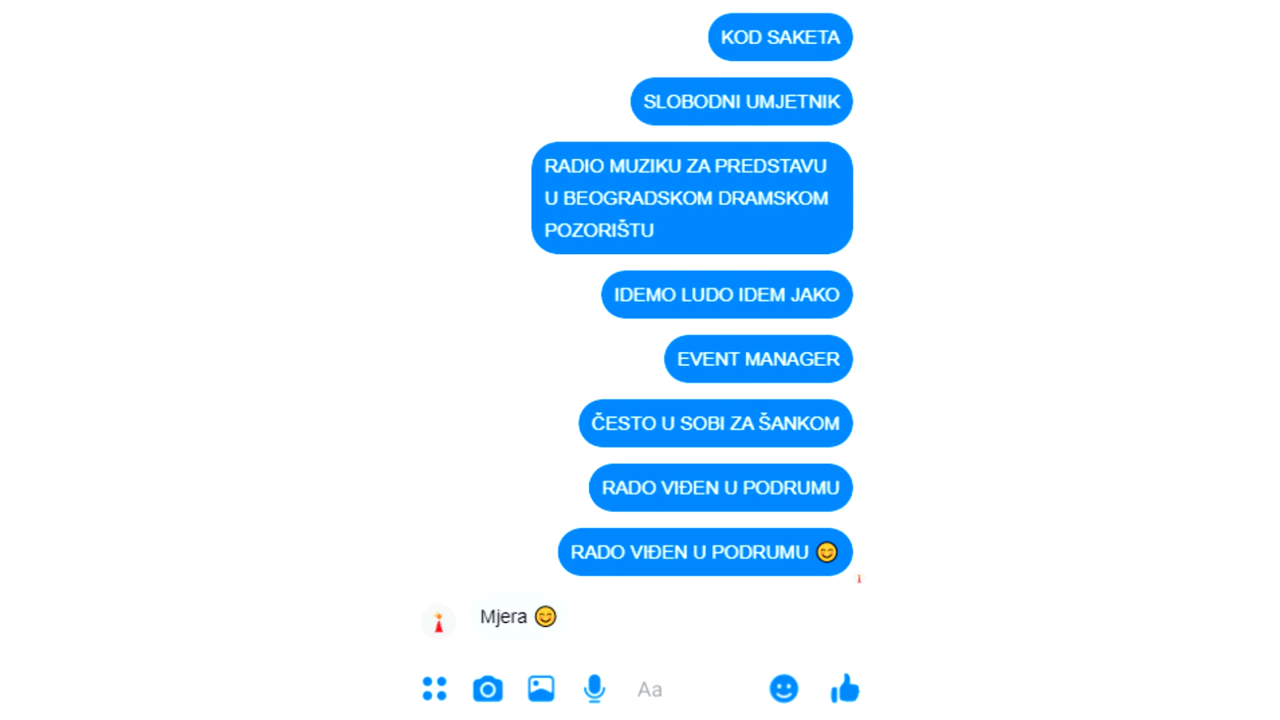 KOD SAKETA
SLOBODNI UMJETNIK
RADIO MUZIKU ZA PREDSTAVU
U BEOGRADSKOM DRAMSKOM
POZORIŠTU
IDEMO LUDO IDEM JAKO
EVENT MANAGER
ČESTO U SOBI ZA ŠANKOM
RADO VIĐEN U PODRUMU
RADO VIĐEN U PODRUMU 😊
Mjera 😊
Aa